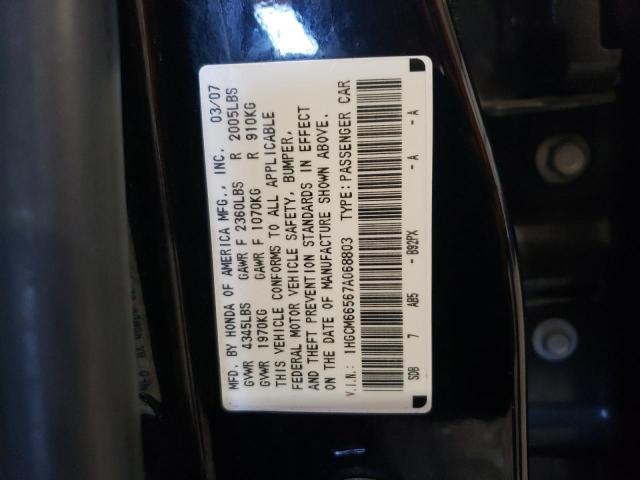 MFD. BY HONDA OF AMERICA MFG., INC. 03/07
GVWR 4345LBS GAWR F 2360LBS R 2005LBS
GVWR 1970KG GAWR F 1070KG R 910KG
THIS VEHICLE CONFORMS TO ALL APPLICABLE
FEDERAL MOTOR VEHICLE SAFETY, BUMPER,
AND THEFT PREVENTION STANDARDS IN EFFECT
ON THE DATE OF MANUFACTURE SHOWN ABOVE.
V.I.N.: 1HGCM66567A068803 TYPE: PASSENGER CAR
SDB 7 AB5 - B92PX - A - A